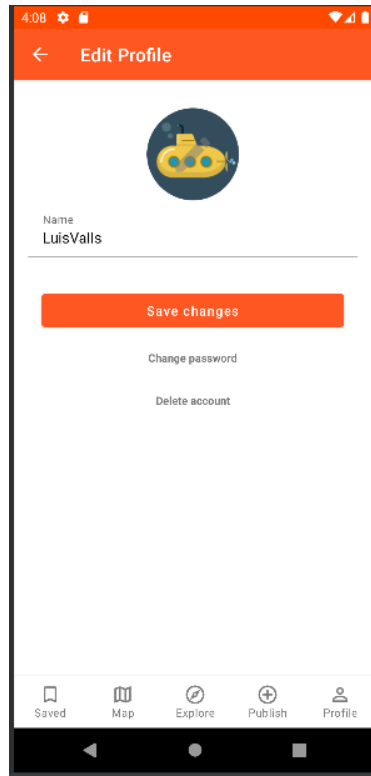 4:08
Edit Profile
Name
LuisValls
Save changes
Change password
Delete account
Saved Map Explore Publish Profile